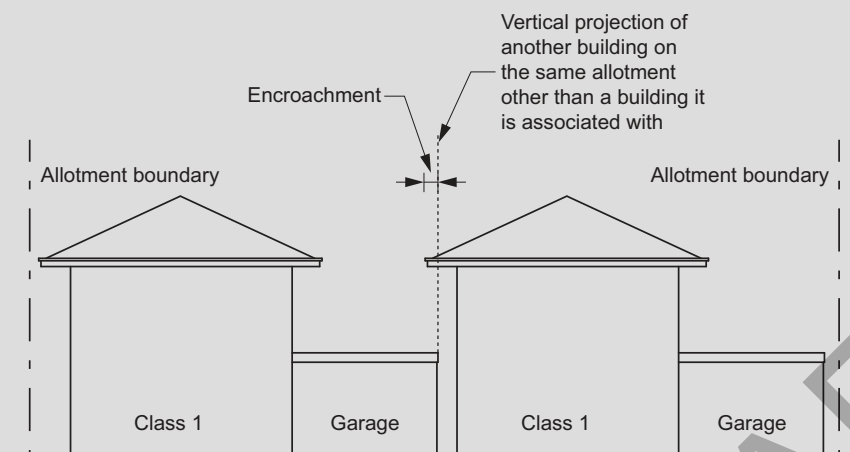 Vertical projection of
another building on
the same allotment
other than a building it
is associated with
Encroachment
Allotment boundary
Allotment boundary
Class 1
Garage
Class 1
Garage